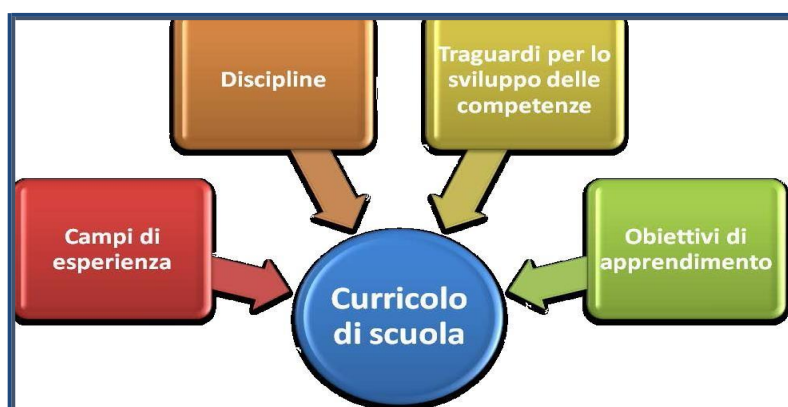 Discipline
Traguardi per lo
sviluppo delle
competenze
Campi di
esperienza
Obiettivi di
apprendimento
Curricolo
di scuola